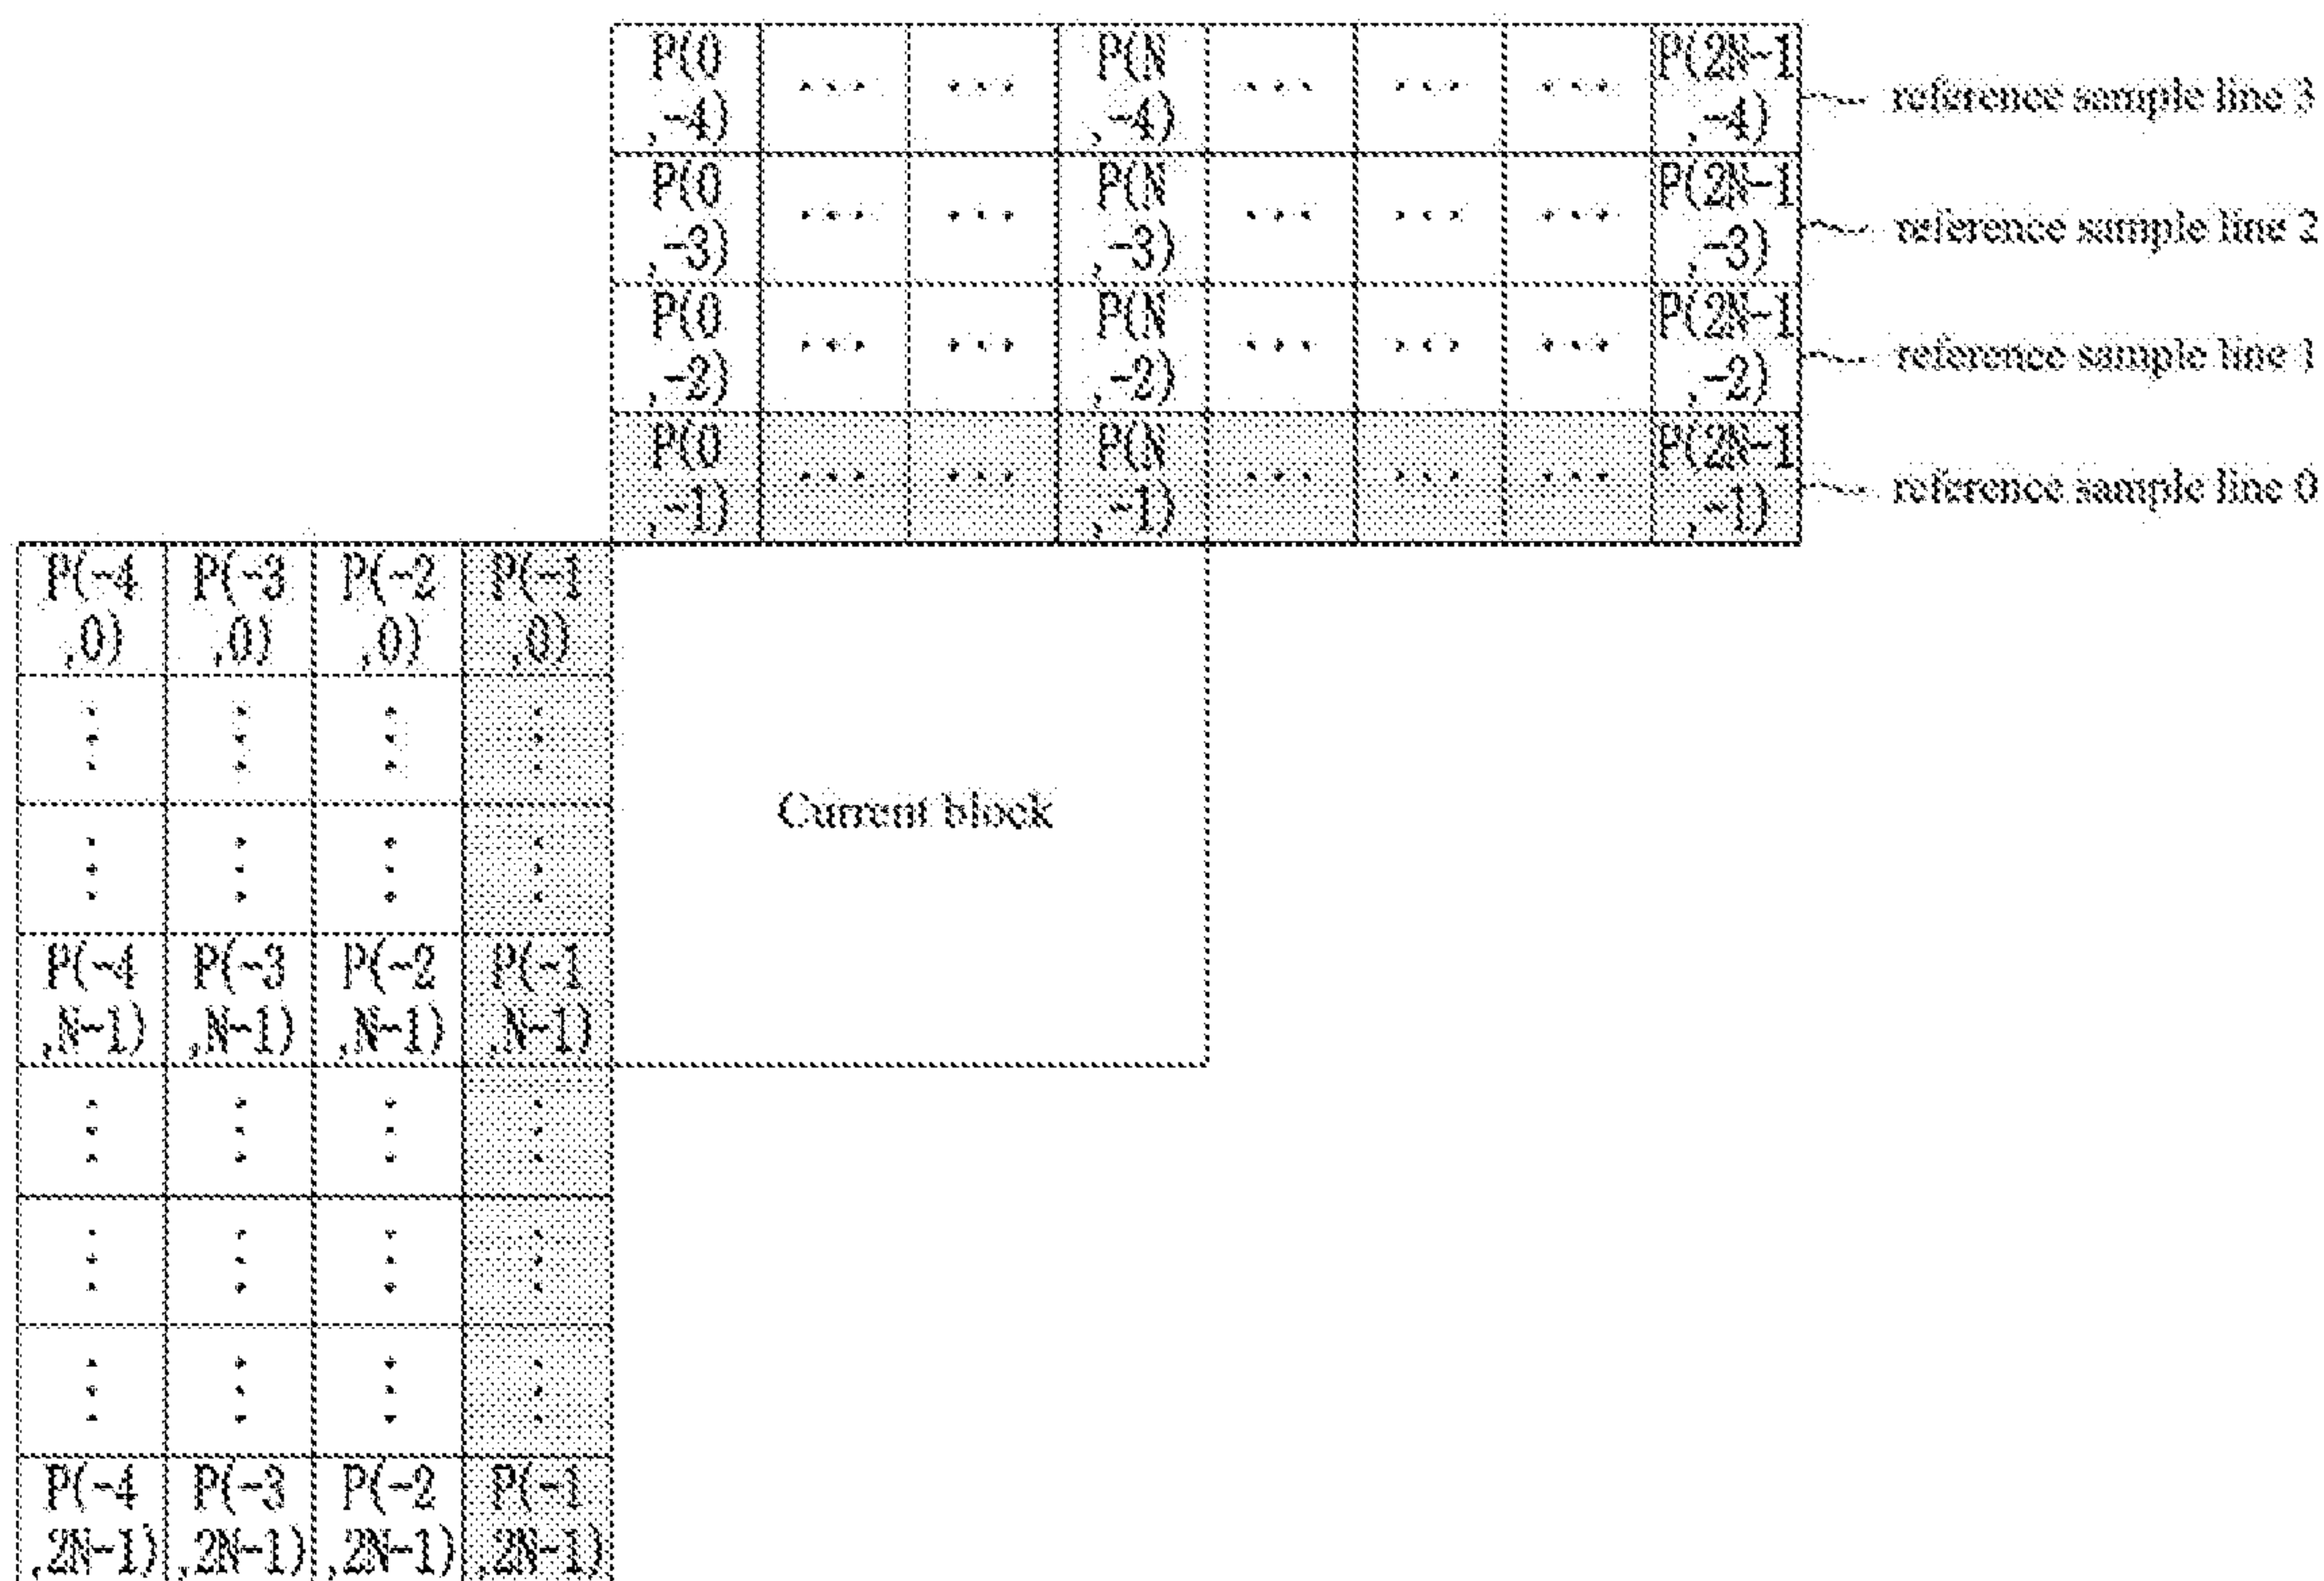 P(0 ,-4) ... ... P(N ,-4) ... ... ... P(2N-1 ,-4) reference sample line 3
P(0 ,-3) ... ... P(N ,-3) ... ... ... P(2N-1 ,-3) reference sample line 2
P(0 ,-2) ... ... P(N ,-2) ... ... ... P(2N-1 ,-2) reference sample line 1
P(0 ,-1) ... ... P(N ,-1) ... ... ... P(2N-1 ,-1) reference sample line 0
P(-4 ,0) P(-3 ,0) P(-2 ,0) P(-1 ,0)
Current block
P(-4 ,N-1) P(-3 ,N-1) P(-2 ,N-1) P(-1 ,N-1)
P(-4 ,2N-1) P(-3 ,2N-1) P(-2 ,2N-1) P(-1 ,2N-1)